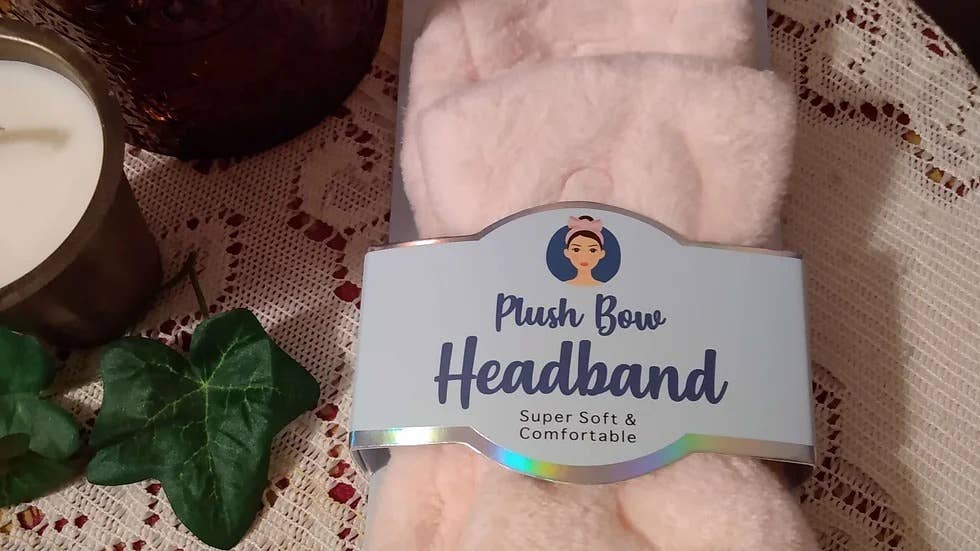 Plush Bow
Headband
Super Soft &
Comfortable